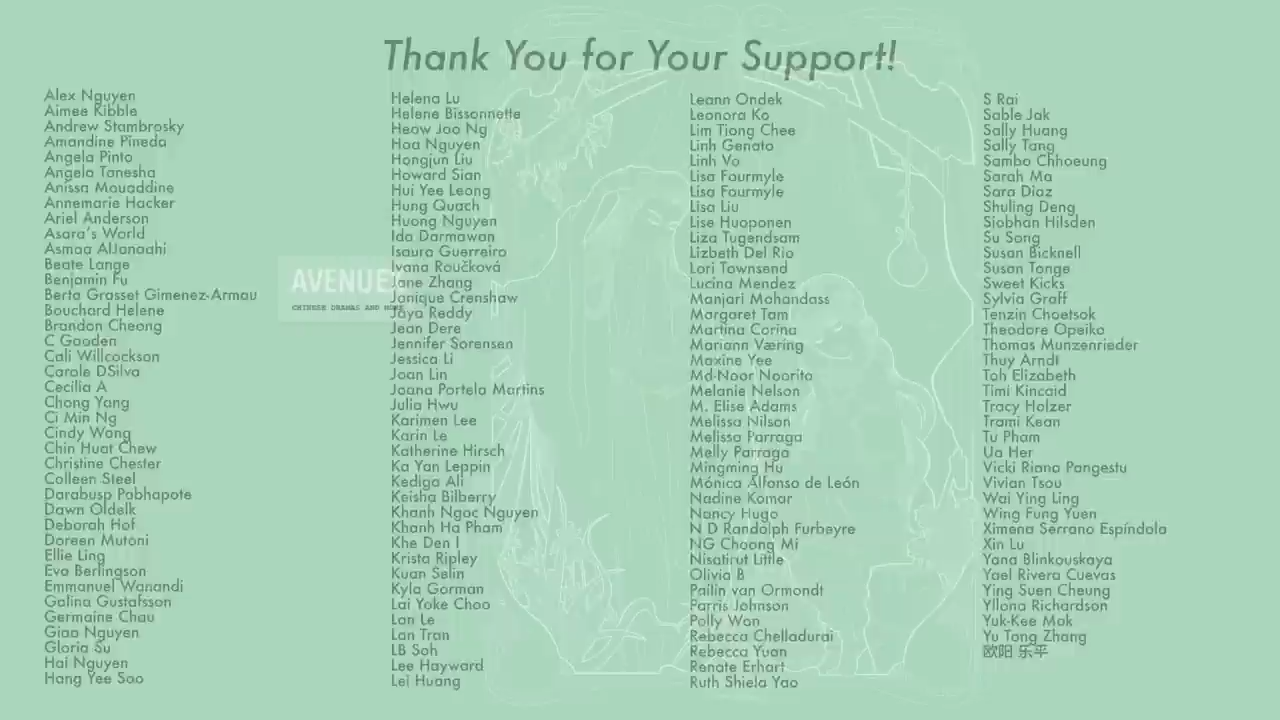 Thank You for Your Support!
Alex Nguyen
Aimee Kibble
Andrew Stambrosky
Amandine Pineda
Angela Pinto
Angela Tanesha
Anissa Mouaddine
Annemarie Hacker
Ariel Anderson
Asara's World
Asmaa AlJanaahi
Beate Lange
Benjamin Fu
Berta Grasset Gimenez-Armau
Bouchard Helene
Brandon Cheong
C Gooden
Cali Willcockson
Carole DSilva
Cecilia A
Chong Yang
Ci Min Ng
Cindy Wong
Chin Huat Chew
Christine Chester
Colleen Steel
Darabusp Pabhapote
Dawn Oldelk
Deborah Hof
Doreen Mutoni
Ellie Ling
Eva Berlingson
Emmanuel Wanandi
Galina Gustafsson
Germaine Chau
Giao Nguyen
Gloria Su
Hai Nguyen
Hang Yee Soo
AVENUEX
CHINESE DRAMAS AND MORE
Helena Lu
Helene Bissonnette
Heow Joo Ng
Hoa Nguyen
Hongjun Liu
Howard Sian
Hui Yee Leong
Hung Quach
Huong Nguyen
Ida Darmawan
Isaura Guerreiro
Ivana Roučková
Jane Zhang
Janique Crenshaw
Jaya Reddy
Jean Dere
Jennifer Sorensen
Jessica Li
Joan Lin
Joana Portela Martins
Julia Hwu
Karimen Lee
Karin Le
Katherine Hirsch
Ka Yan Leppin
Kediga Ali
Keisha Bilberry
Khanh Ngoc Nguyen
Khanh Ha Pham
Khe Den I
Krista Ripley
Kuan Selin
Kyla Gorman
Lai Yoke Choo
Lan Le
Lan Tran
LB Soh
Lee Hayward
Lei Huang
Leann Ondek
Leonora Ko
Lim Tiong Chee
Linh Genato
Linh Vo
Lisa Fourmyle
Lisa Fourmyle
Lisa Liu
Lise Huoponen
Liza Tugendsam
Lizbeth Del Rio
Lori Townsend
Lucina Mendez
Manjari Mohandass
Margaret Tam
Martina Corina
Mariann Væring
Maxine Yee
Md-Noor Noorita
Melanie Nelson
M. Elise Adams
Melissa Nilson
Melissa Parraga
Melly Parraga
Mingming Hu
Mónica Alfonso de León
Nadine Komar
Nancy Hugo
N D Randolph Furbeyre
NG Choong Mi
Nisatirut Little
Olivia B
Pailin van Ormondt
Parris Johnson
Polly Won
Rebecca Chelladurai
Rebecca Yuan
Renate Erhart
Ruth Shiela Yao
S Rai
Sable Jak
Sally Huang
Sally Tang
Sambo Chhoeung
Sarah Ma
Sara Diaz
Shuling Deng
Siobhan Hilsden
Su Song
Susan Bicknell
Susan Tonge
Sweet Kicks
Sylvia Graff
Tenzin Choetsok
Theodore Opeiko
Thomas Munzenrieder
Thuy Arndt
Toh Elizabeth
Timi Kincaid
Tracy Holzer
Trami Kean
Tu Pham
Ua Her
Vicki Riana Pangestu
Vivian Tsou
Wai Ying Ling
Wing Fung Yuen
Ximena Serrano Espíndola
Xin Lu
Yana Blinkouskaya
Yael Rivera Cuevas
Ying Suen Cheung
Yllona Richardson
Yuk-Kee Mok
Yu Tong Zhang
欧阳 乐平